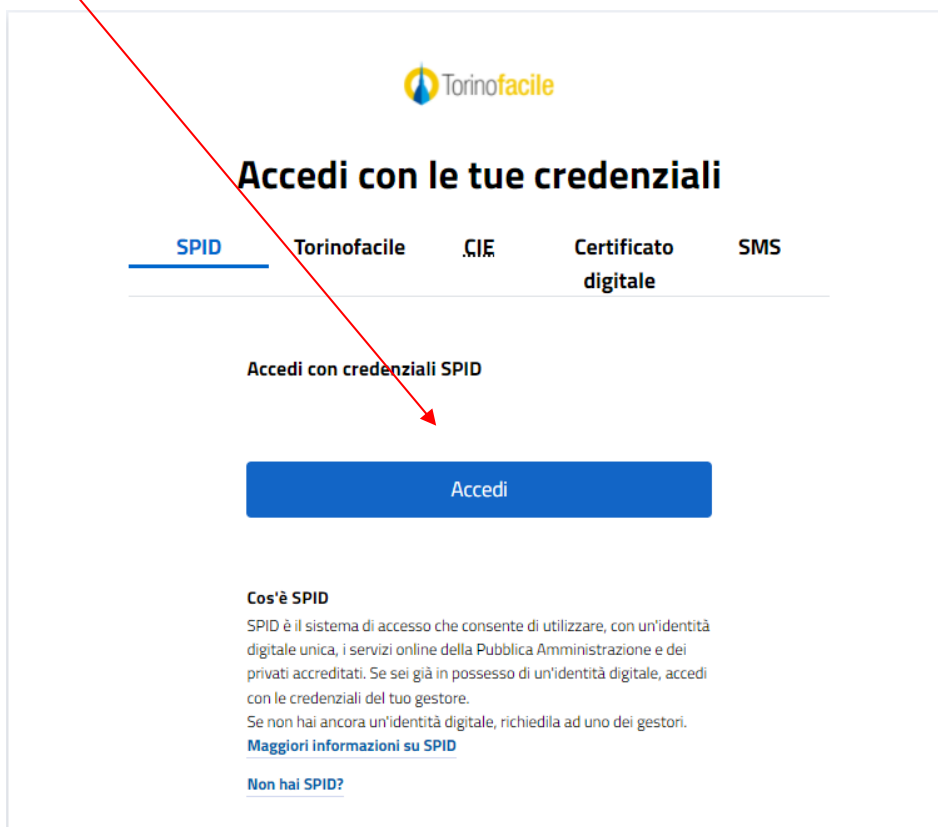 Torinofacile
Accedi con le tue credenziali
SPID Torinofacile CIE Certificato digitale SMS
Accedi con credenziali SPID
Accedi
Cos'è SPID
SPID è il sistema di accesso che consente di utilizzare, con un'identità
digitale unica, i servizi online della Pubblica Amministrazione e dei
privati accreditati. Se sei già in possesso di un'identità digitale, accedi
con le credenziali del tuo gestore.
Se non hai ancora un'identità digitale, richiedila ad uno dei gestori.
Maggiori informazioni su SPID
Non hai SPID?